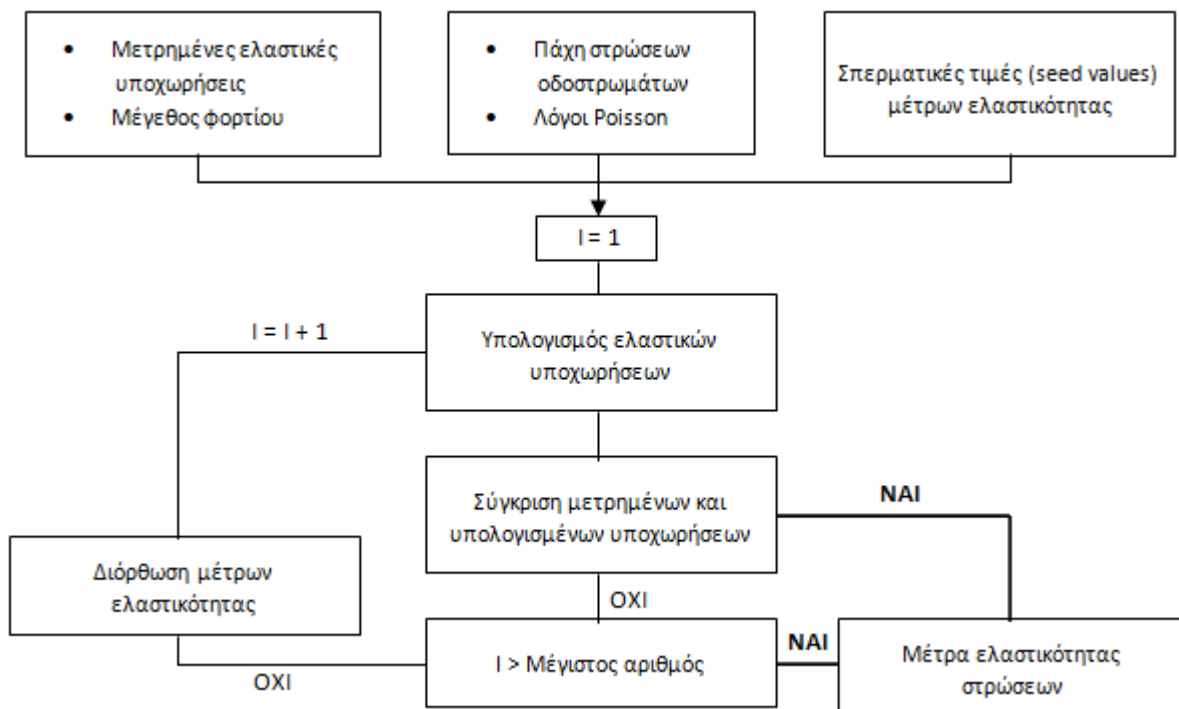 • Μετρημένες ελαστικές
υποχωρήσεις
• Μέγεθος φορτίου
• Πάχη στρώσεων
οδοστρωμάτων
• Λόγοι Poisson
Σπερματικές τιμές (seed values)
μέτρων ελαστικότητας
I = 1
I = I + 1
Υπολογισμός ελαστικών
υποχωρήσεων
Σύγκριση μετρημένων και
υπολογισμένων υποχωρήσεων
ΝΑΙ
Διόρθωση μέτρων
ελαστικότητας
ΟΧΙ
I > Μέγιστος αριθμός
ΝΑΙ
Μέτρα ελαστικότητας
στρώσεων
ΟΧΙ